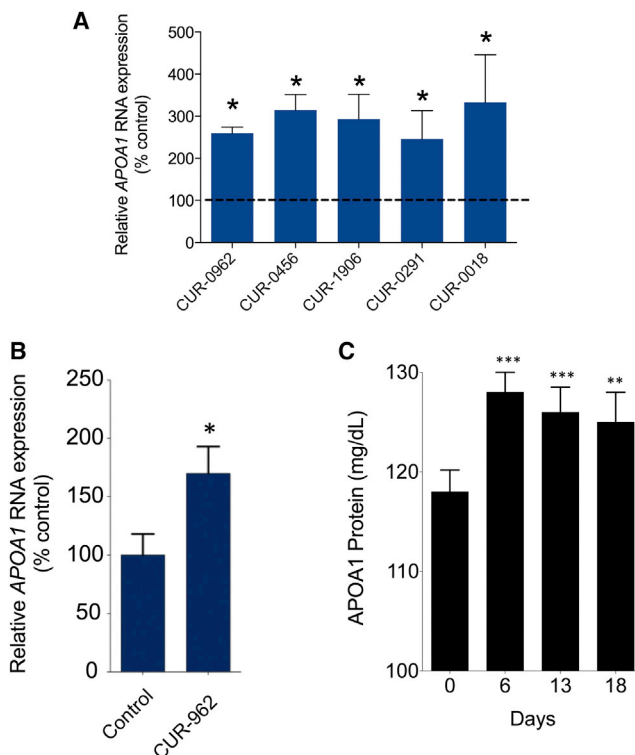 A
Relative APOA1 RNA expression
(% control)
500
400
300
200
100
0
*
*
*
*
*
CUR-0962
CUR-0456
CUR-1906
CUR-0291
CUR-0018
B
Relative APOA1 RNA expression
(% control)
250
200
150
100
50
0
*
Control
CUR-962
C
APOA1 Protein (mg/dL)
130
120
110
100
***
***
**
0
6
13
18
Days